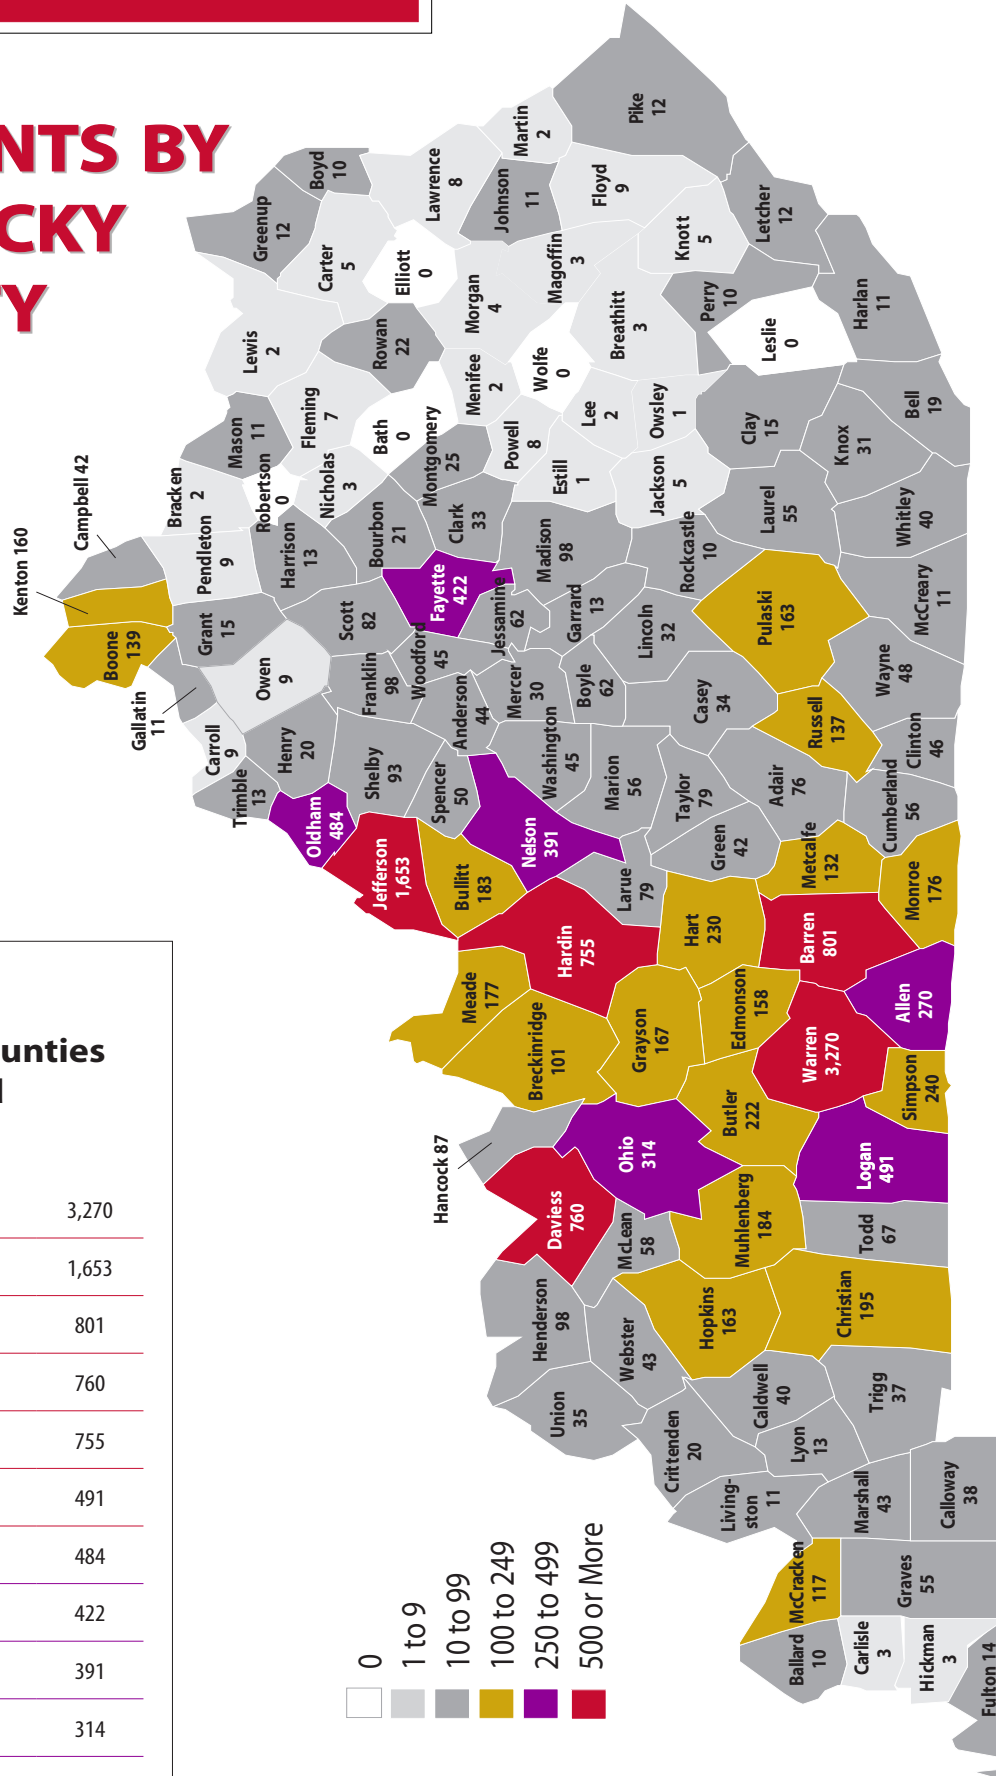 NTS BY
CKY
TY
unties
3,270
1,653
801
760
755
491
484
422
391
314
Kenton 160
Campbell 42
Boone
139
Gallatin
11
Carroll
9
Trimble
13
Bracken
2
Pendleton
9
Grant
15
Owen
9
Henry
20
Oldham
484
Mason
11
Robertson
0
Harrison
13
Scott
82
Franklin
98
Shelby
93
Jefferson
1,653
Greenup
12
Boyd
10
Lewis
2
Carter
5
Fleming
7
Nicholas
3
Bourbon
21
Fayette
422
Woodford
45
Anderson
44
Spencer
50
Bullitt
183
Lawrence
8
Elliott
0
Rowan
22
Bath
0
Montgomery
25
Clark
33
Jessamine
62
Mercer
30
Washington
45
Nelson
391
Martin
2
Johnson
11
Morgan
4
Menifee
2
Powell
8
Estill
1
Madison
98
Garrard
13
Boyle
62
Marion
56
Larue
79
Hardin
755
Meade
177
Breckinridge
101
Hancock 87
Pike
12
Floyd
9
Magoffin
3
Wolfe
0
Lee
2
Owsley
1
Jackson
5
Rockcastle
10
Lincoln
32
Casey
34
Taylor
79
Green
42
Hart
230
Grayson
167
Ohio
314
Daviess
760
Knott
5
Breathitt
3
Letcher
12
Perry
10
Leslie
0
Clay
15
Laurel
55
Pulaski
163
Russell
137
Adair
76
Metcalfe
132
Barren
801
Edmonson
158
Warren
3,270
Butler
222
Muhlenberg
184
McLean
58
Henderson
98
Webster
43
Hopkins
163
Union
35
Harlan
11
Bell
19
Knox
31
Whitley
40
McCreary
11
Wayne
48
Clinton
46
Cumberland
56
Monroe
176
Allen
270
Simpson
240
Logan
491
Todd
67
Christian
195
Trigg
37
Caldwell
40
Crittenden
20
Lyon
13
Living-
ston 11
Marshall
43
Calloway
38
McCracken
117
Graves
55
Ballard
10
Carlisle
3
Hickman
3
Fulton 14
0
1 to 9
10 to 99
100 to 249
250 to 499
500 or More